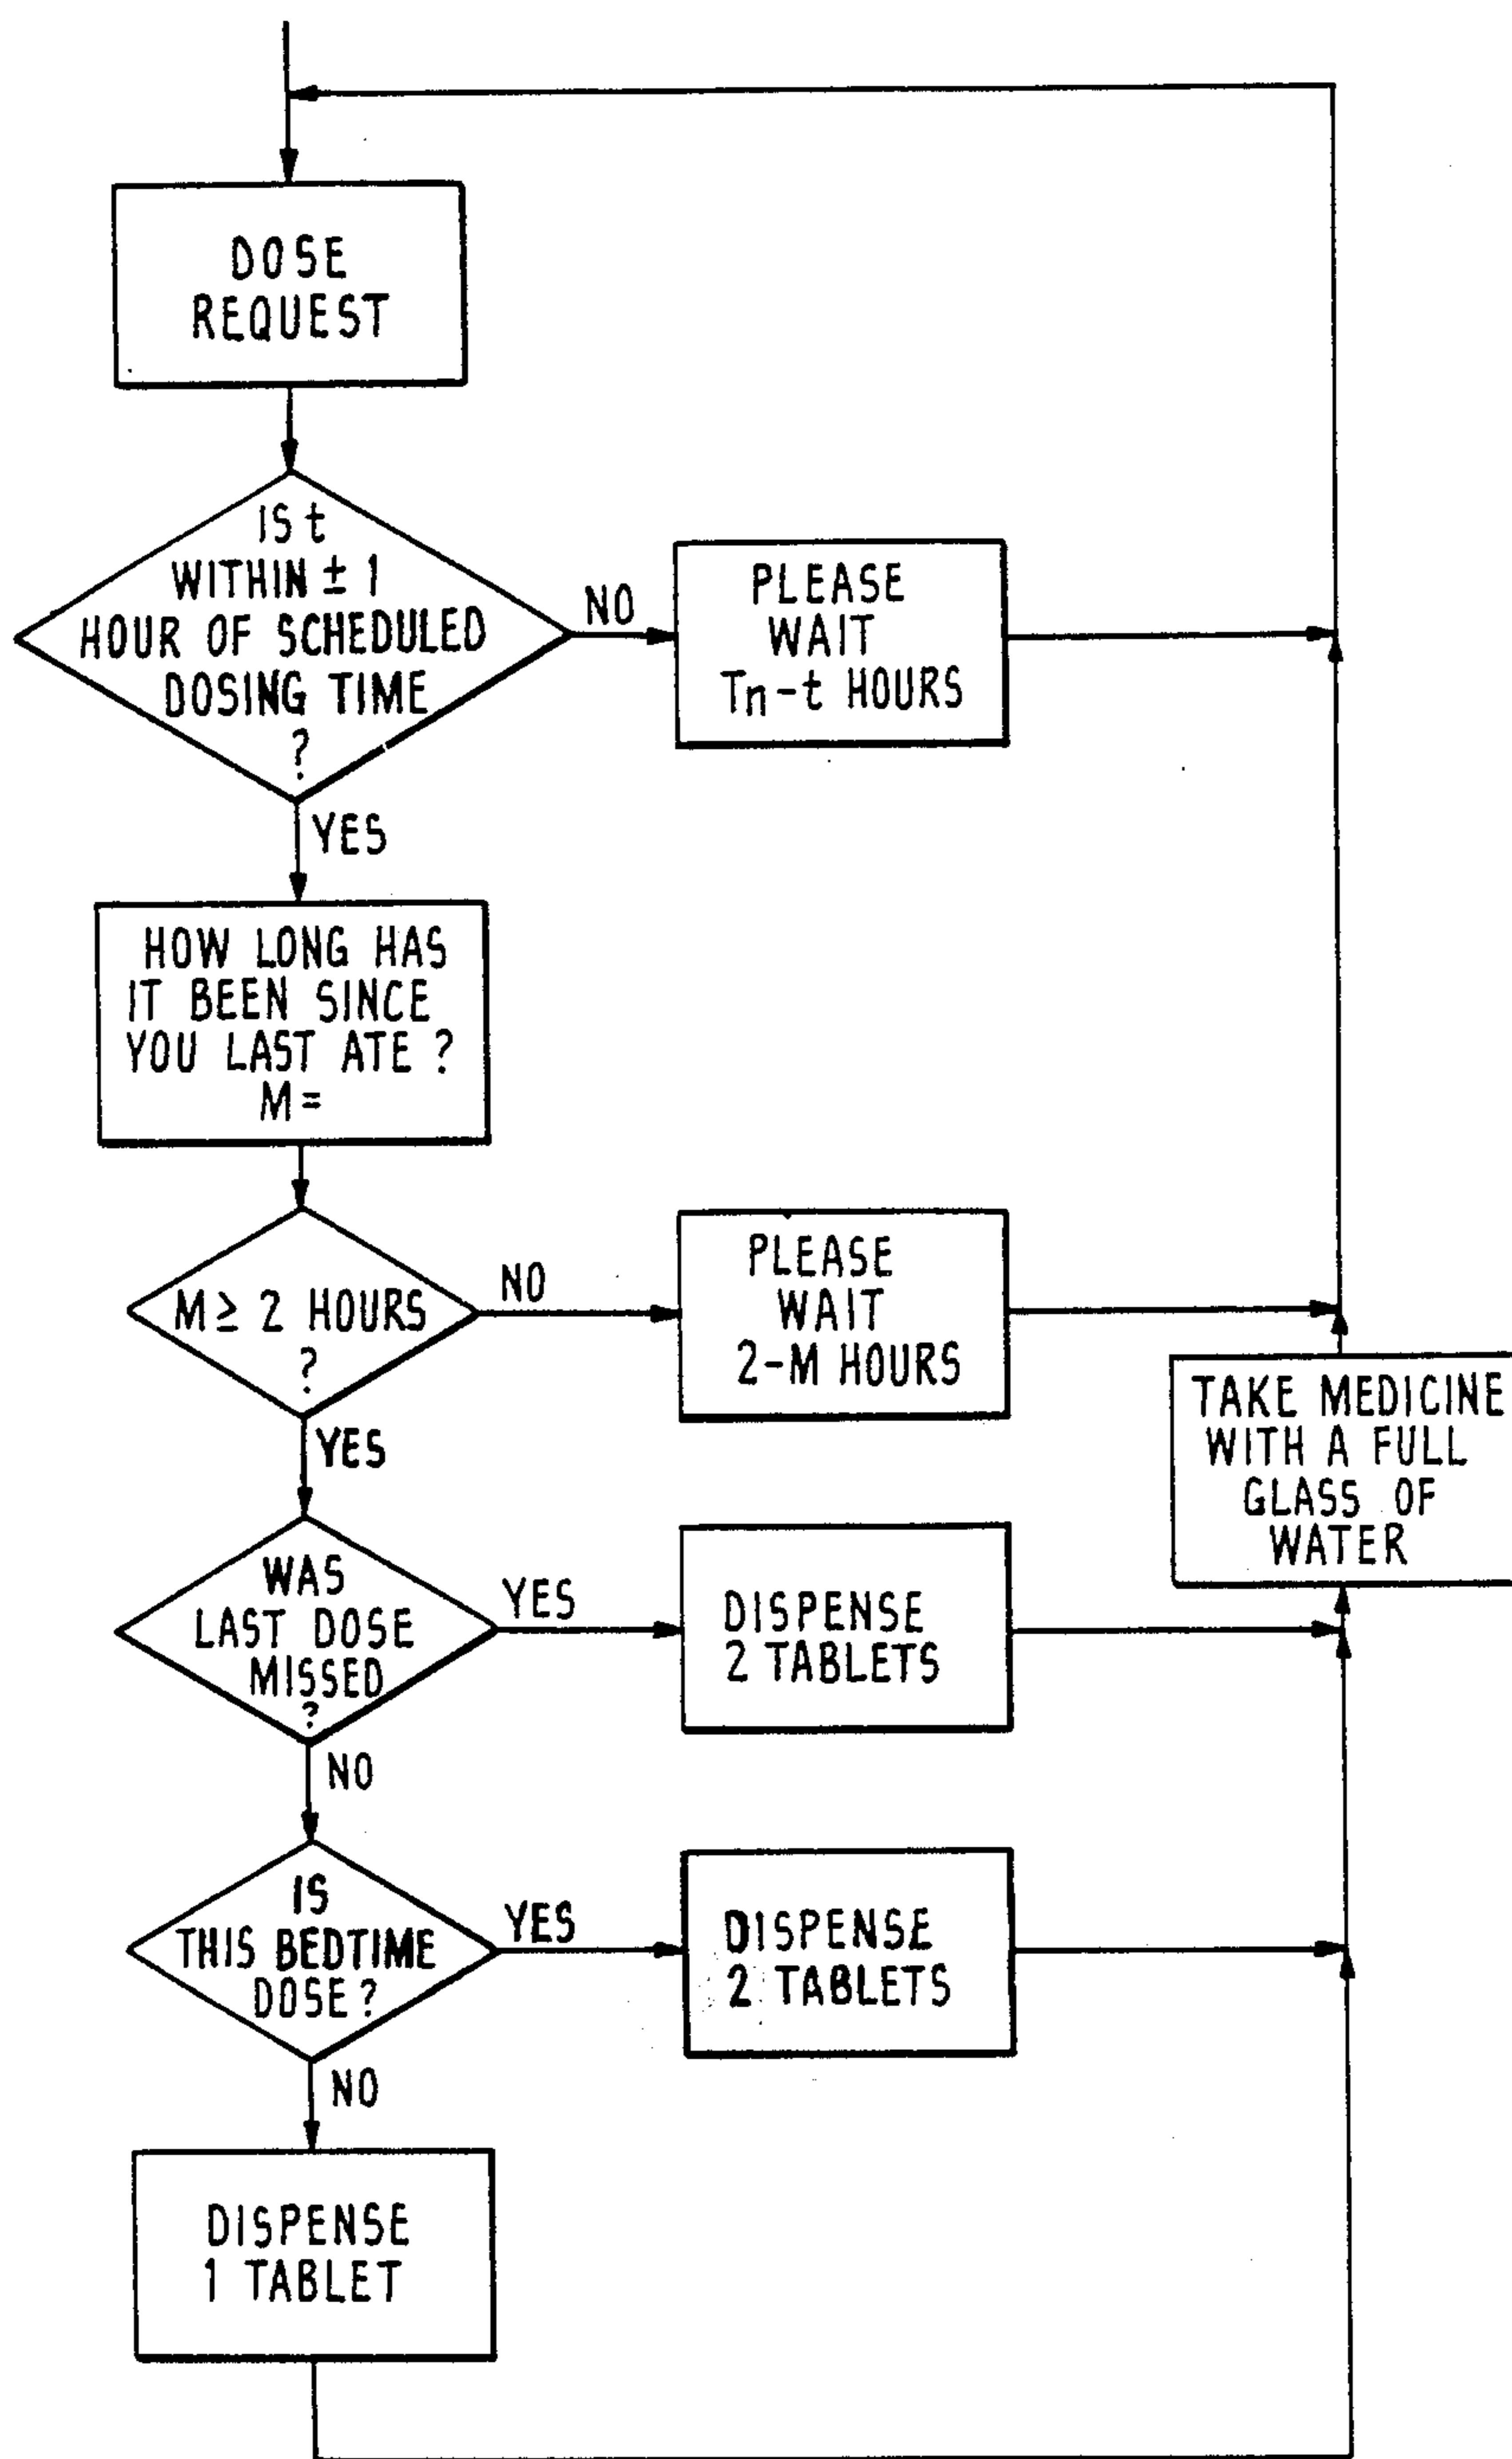 DOSE
REQUEST
IS t
WITHIN ± 1
HOUR OF SCHEDULED
DOSING TIME
?
NO
PLEASE
WAIT
Tn-t HOURS
YES
HOW LONG HAS
IT BEEN SINCE
YOU LAST ATE ?
M =
M ≥ 2 HOURS
?
NO
PLEASE
WAIT
2-M HOURS
YES
TAKE MEDICINE
WITH A FULL
GLASS OF
WATER
WAS
LAST DOSE
MISSED
?
YES
DISPENSE
2 TABLETS
NO
IS
THIS BEDTIME
DOSE ?
YES
DISPENSE
2 TABLETS
NO
DISPENSE
1 TABLET